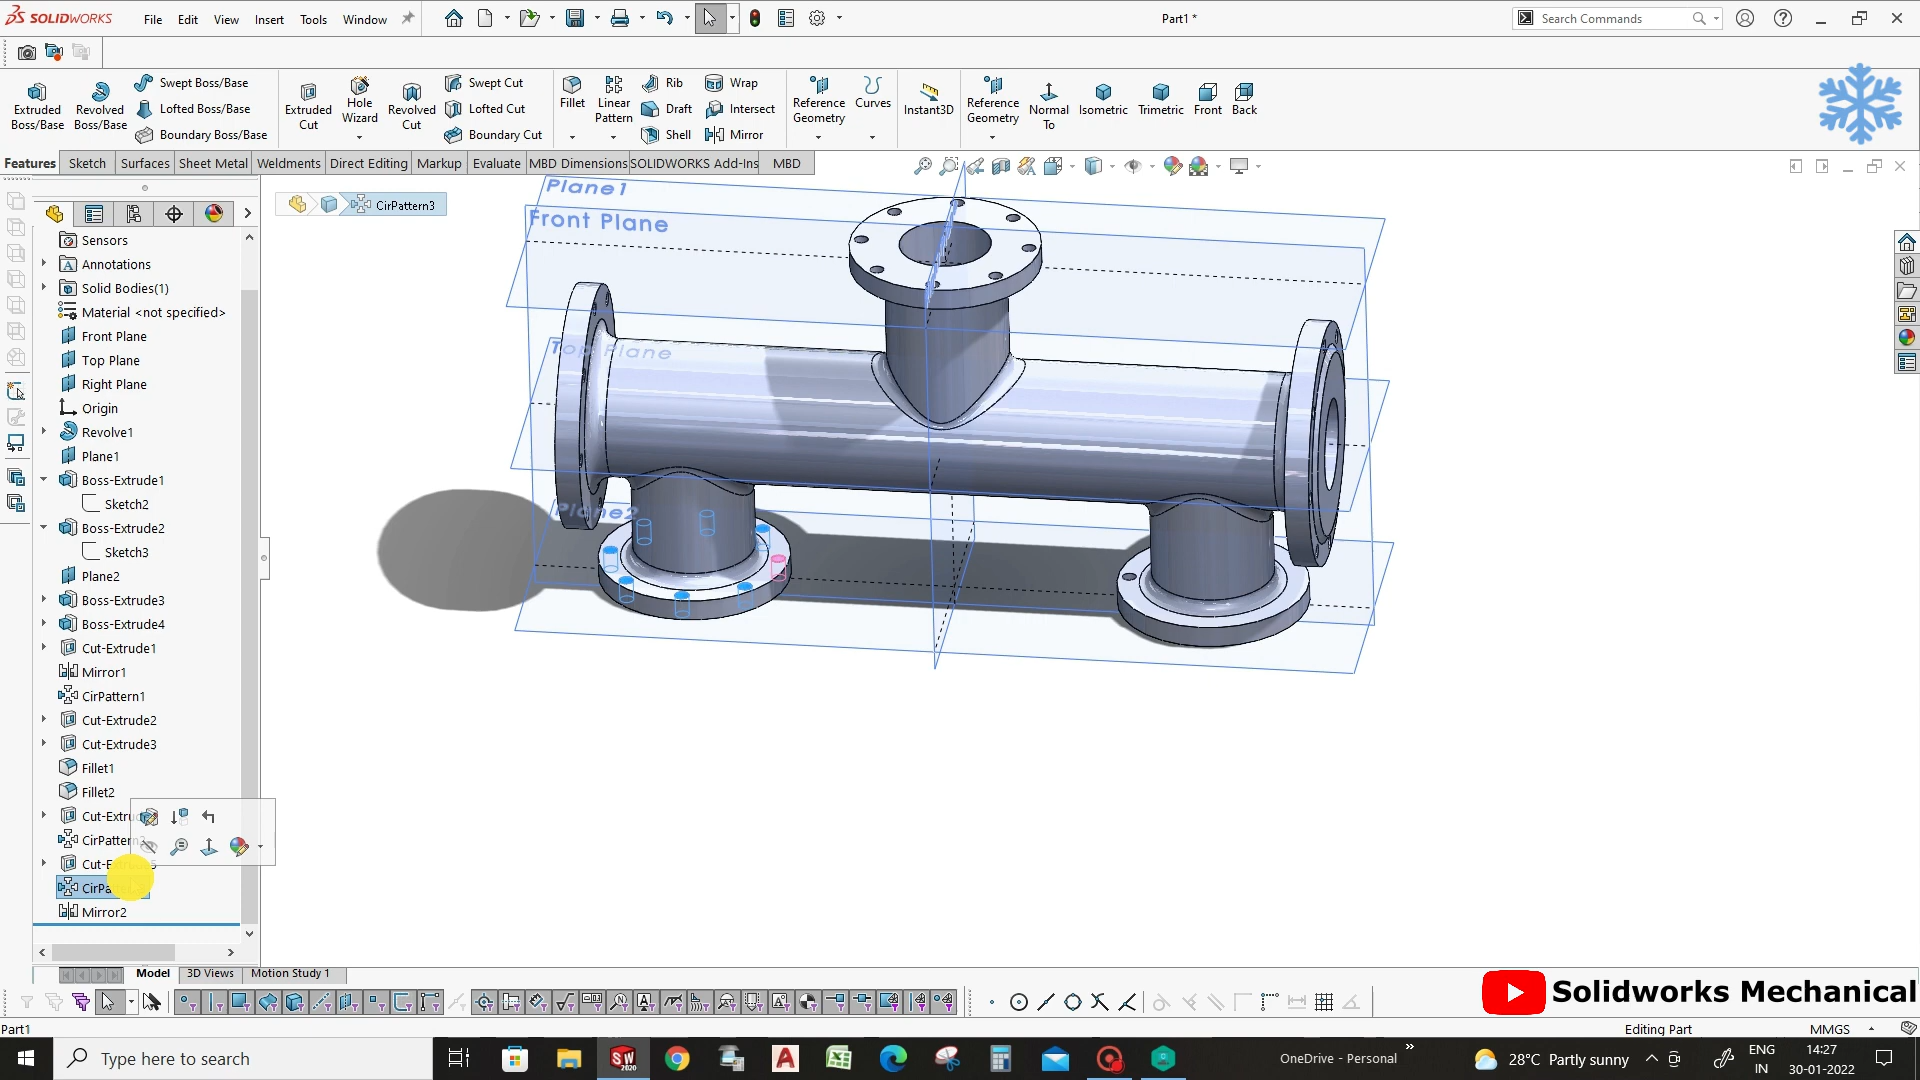 SOLIDWORKS
File Edit View Insert Tools Window
Part1 *
Search Commands
Extruded Boss/Base
Revolved Boss/Base
Swept Boss/Base
Lofted Boss/Base
Boundary Boss/Base
Extruded Cut
Hole Wizard
Revolved Cut
Swept Cut
Lofted Cut
Boundary Cut
Fillet
Linear Pattern
Rib
Draft
Shell
Wrap
Intersect
Mirror
Reference Geometry
Curves
Instant3D
Reference Geometry
Normal To
Isometric
Trimetric
Front
Back
Features Sketch Surfaces Sheet Metal Weldments Direct Editing Markup Evaluate MBD Dimensions SOLIDWORKS Add-Ins MBD
CirPattern3
Sensors
Annotations
Solid Bodies(1)
Material <not specified>
Front Plane
Top Plane
Right Plane
Origin
Revolve1
Plane1
Boss-Extrude1
Sketch2
Boss-Extrude2
Sketch3
Plane2
Boss-Extrude3
Boss-Extrude4
Cut-Extrude1
Mirror1
CirPattern1
Cut-Extrude2
Cut-Extrude3
Fillet1
Fillet2
Mirror2
Plane1
Front Plane
Top Plane
Plane2
Model 3D Views Motion Study 1
Solidworks Mechanical
Part1
Editing Part
MMGS
Type here to search
SW
2020
OneDrive - Personal
28°C Partly sunny
ENG
IN
14:27
30-01-2022